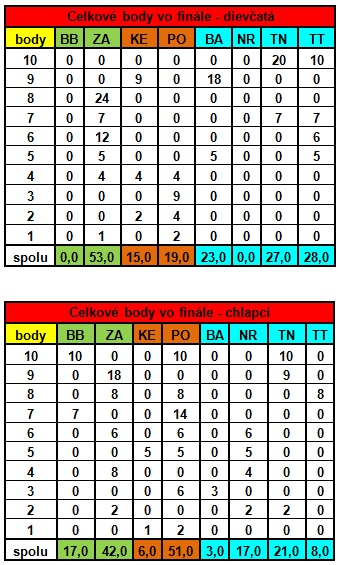 Celkové body vo finále - dievčatá
body BB ZA KE PO BA NR TN TT
10 0 0 0 0 0 0 20 10
9 0 0 9 0 18 0 0 0
8 0 24 0 0 0 0 0 0
7 0 7 0 0 0 0 7 7
6 0 12 0 0 0 0 0 6
5 0 5 0 0 5 0 0 5
4 0 4 4 4 0 0 0 0
3 0 0 0 9 0 0 0 0
2 0 0 2 4 0 0 0 0
1 0 1 0 2 0 0 0 0
spolu 0,0 53,0 15,0 19,0 23,0 0,0 27,0 28,0
Celkové body vo finále - chlapci
body BB ZA KE PO BA NR TN TT
10 10 0 0 10 0 0 10 0
9 0 18 0 0 0 0 9 0
8 0 8 0 8 0 0 0 8
7 7 0 0 14 0 0 0 0
6 0 6 0 6 0 6 0 0
5 0 0 5 5 0 5 0 0
4 0 8 0 0 0 4 0 0
3 0 0 0 6 3 0 0 0
2 0 2 0 0 0 2 2 0
1 0 0 1 2 0 0 0 0
spolu 17,0 42,0 6,0 51,0 3,0 17,0 21,0 8,0